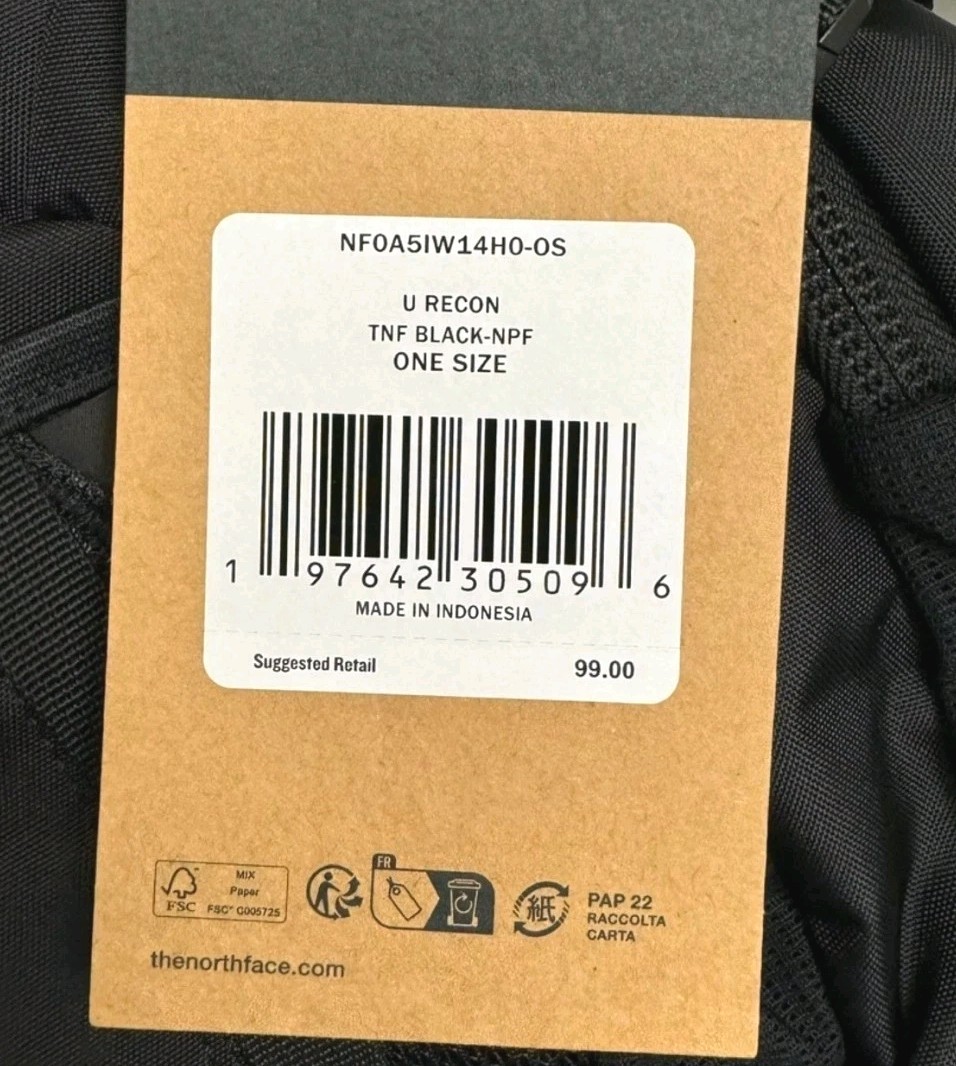 NF0A5IW14H0-OS
U RECON
TNF BLACK-NPF
ONE SIZE
1 97642 30509 6
MADE IN INDONESIA
Suggested Retail 99.00
FR
MIX
Paper
FSC FSC® C005725
紙
PAP 22
RACCOLTA
CARTA
thenorthface.com